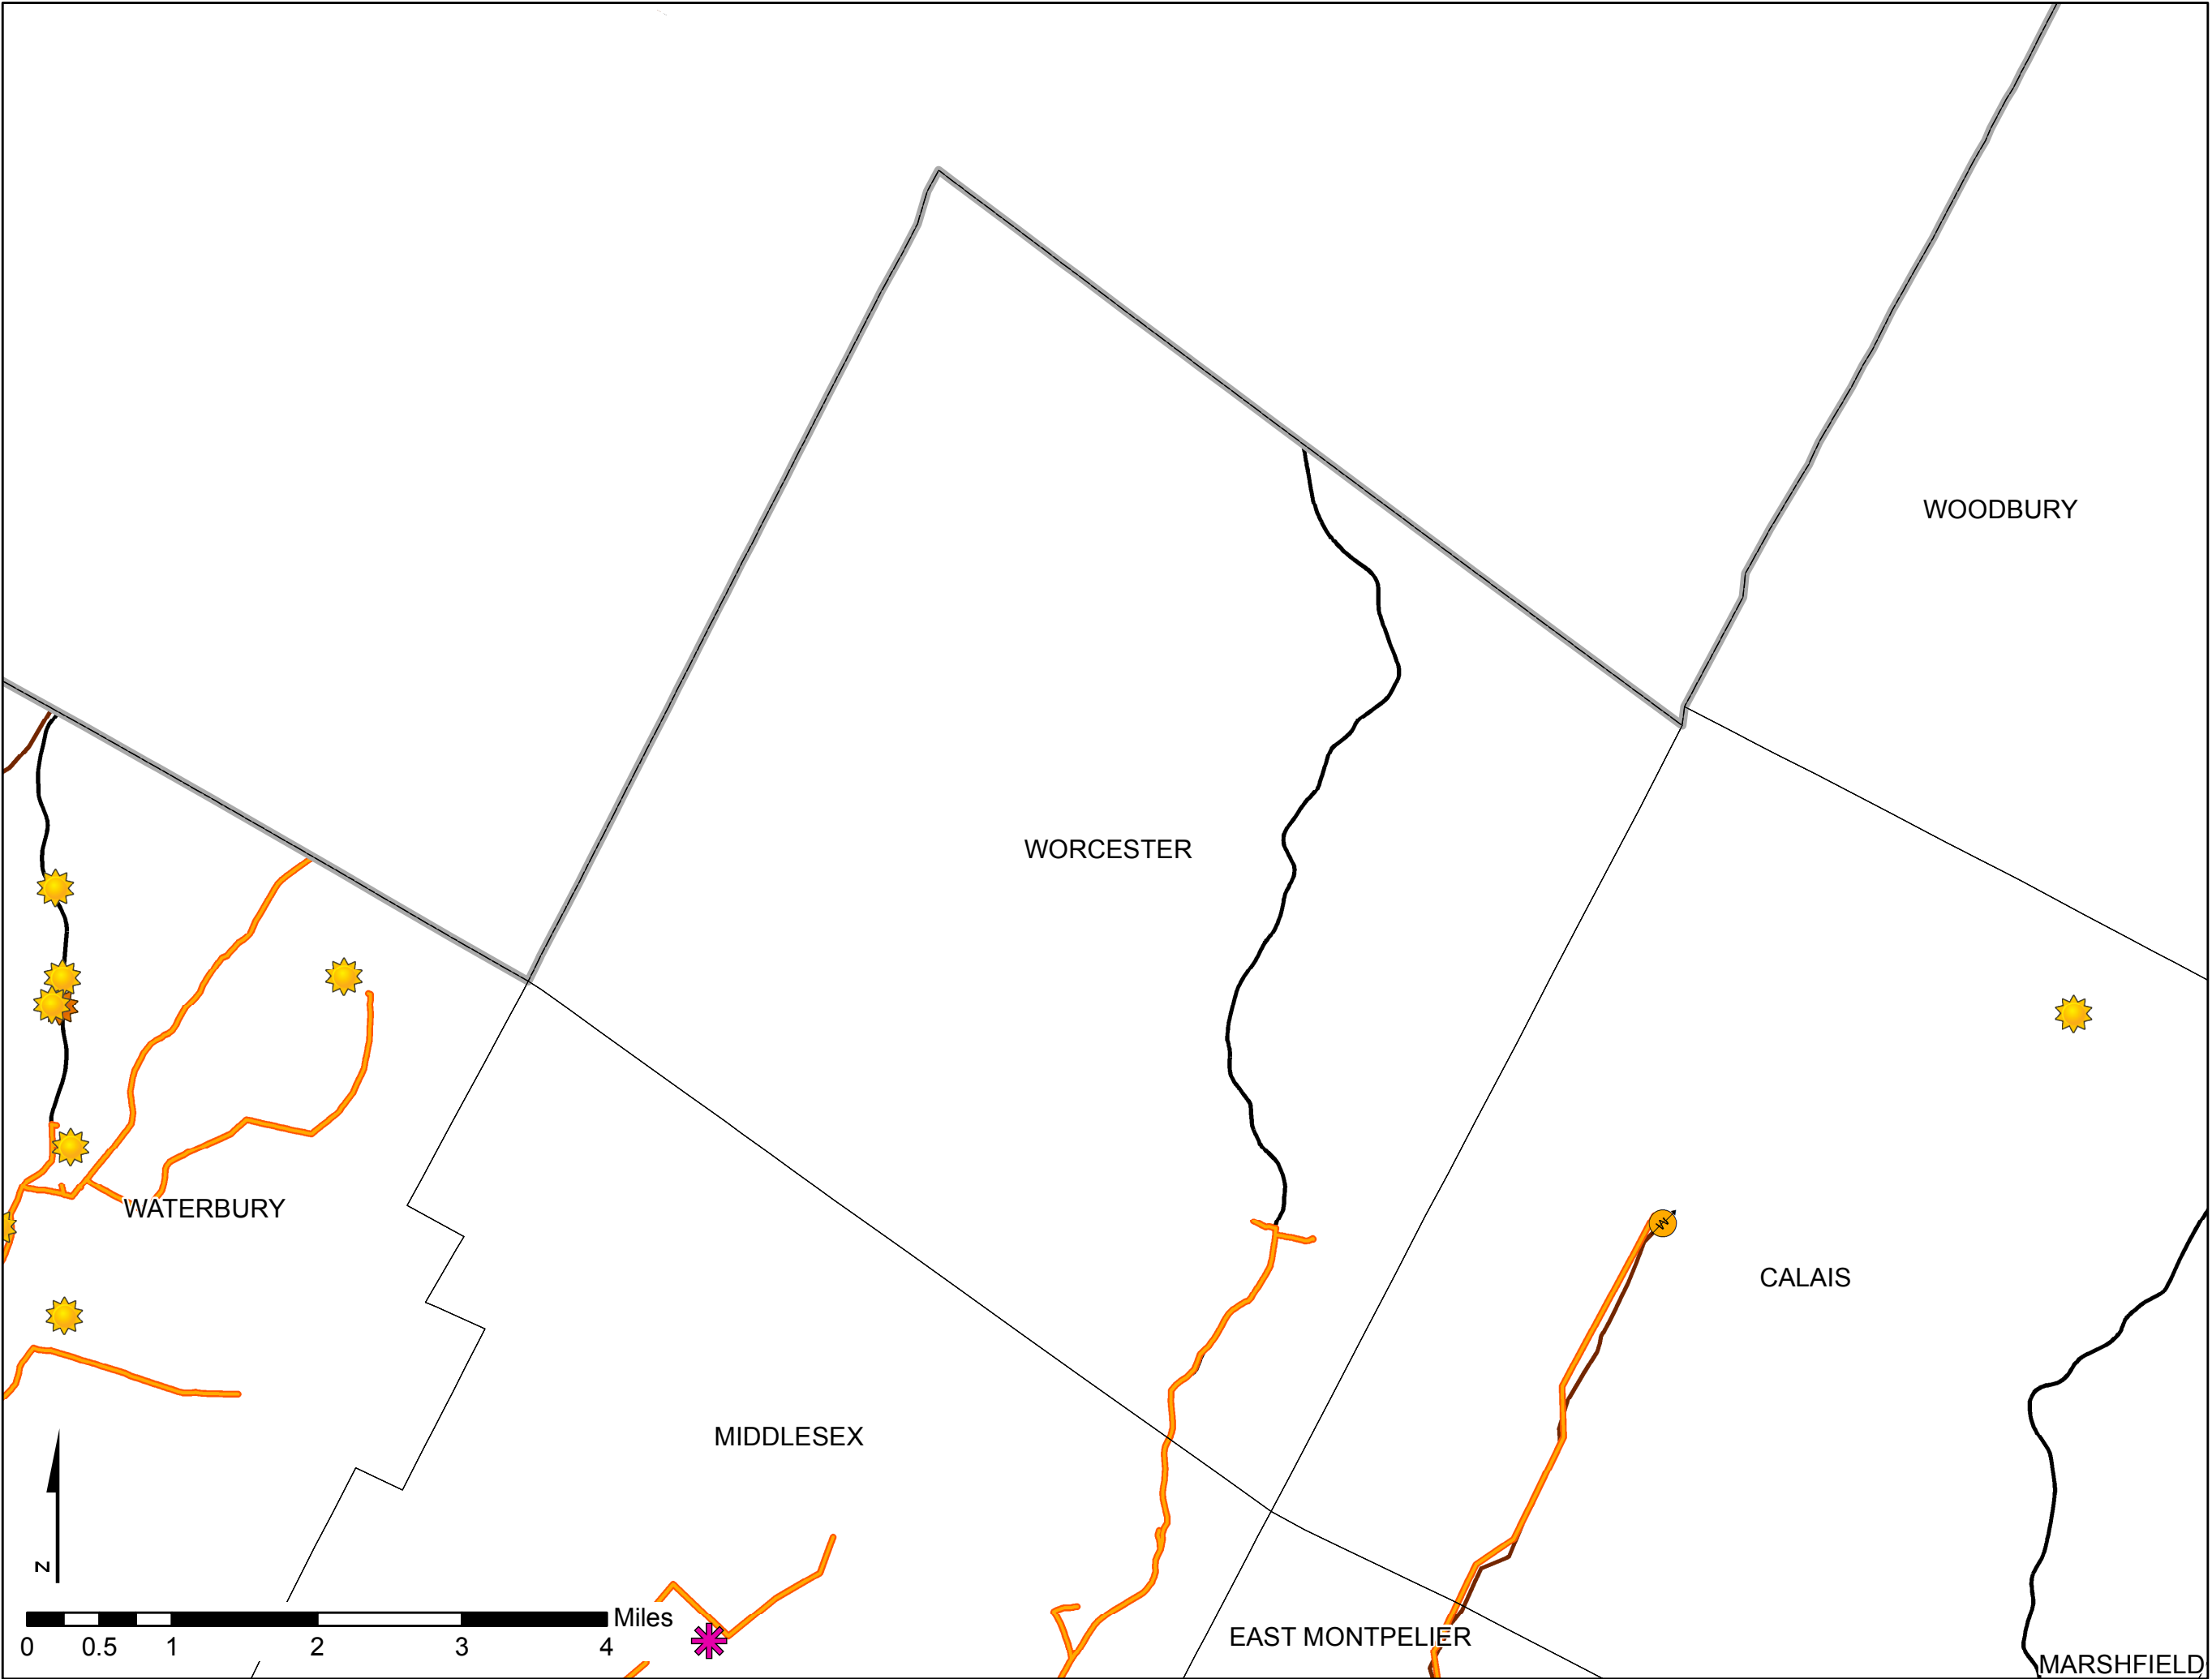 WOODBURY
WORCESTER
WATERBURY
W
CALAIS
MIDDLESEX
N
Miles
0 0.5 1 2 3 4
EAST MONTPELIER
MARSHFIELD